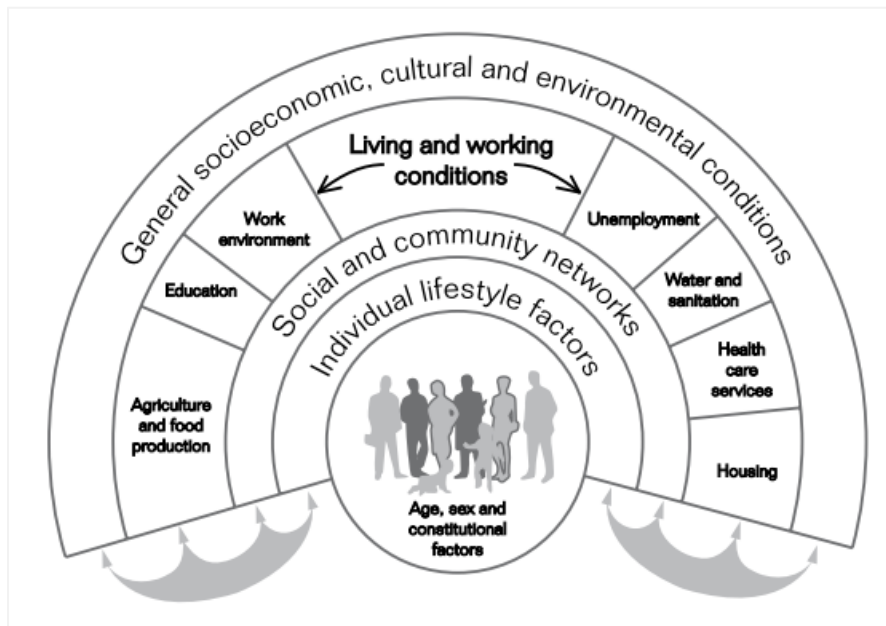 General socioeconomic, cultural and environmental conditions
Living and working
conditions
Work
environment
Unemployment
Education
Water and
sanitation
Agriculture
and food
production
Health
care
services
Housing
Social and community networks
Individual lifestyle factors
Age, sex and
constitutional
factors